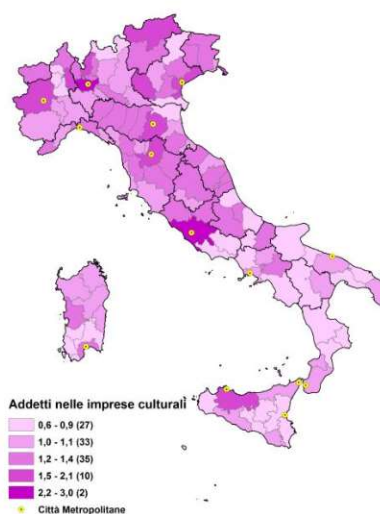 Addetti nelle imprese culturali
0,6 - 0,9 (27)
1,0 - 1,1 (33)
1,2 - 1,4 (35)
1,5 - 2,1 (10)
2,2 - 3,0 (2)
Città Metropolitane